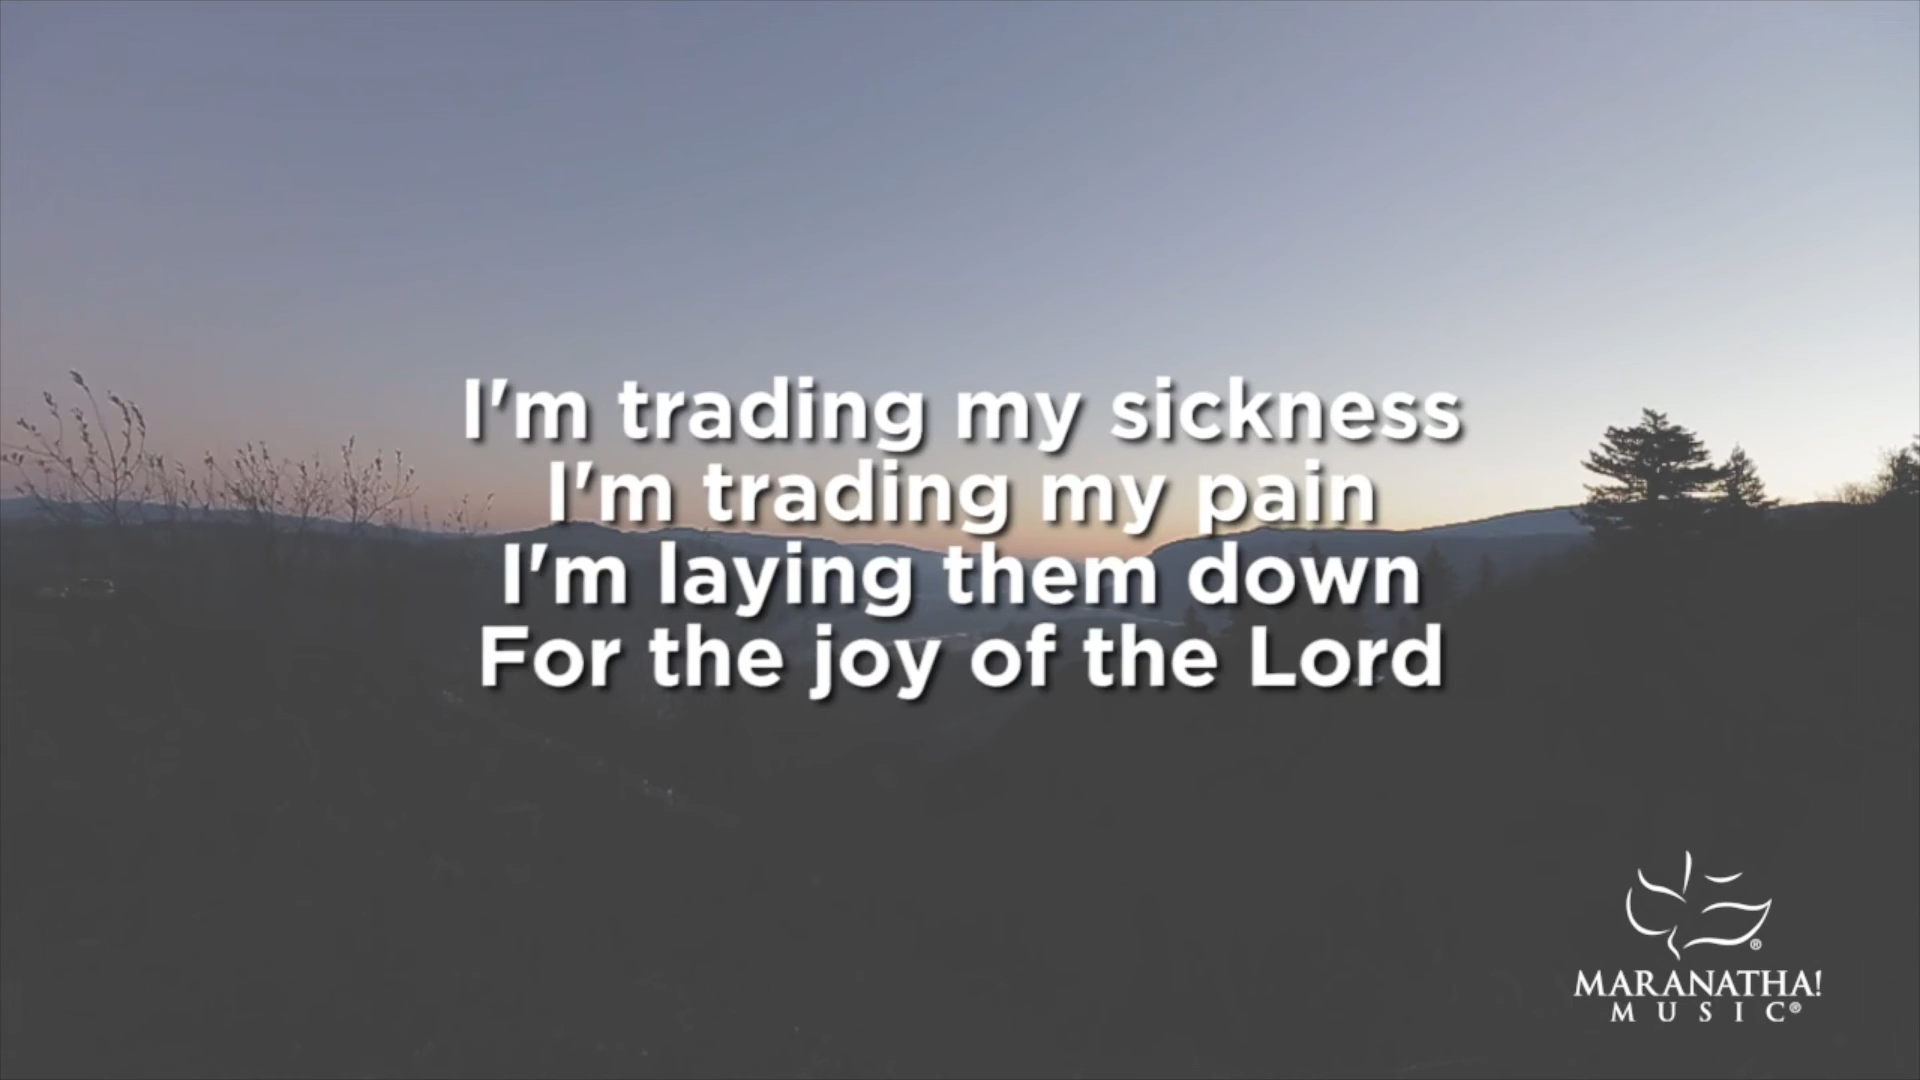 I'm trading my sickness
I'm trading my pain
I'm laying them down
For the joy of the Lord
®
MARANATHA!
MUSIC®